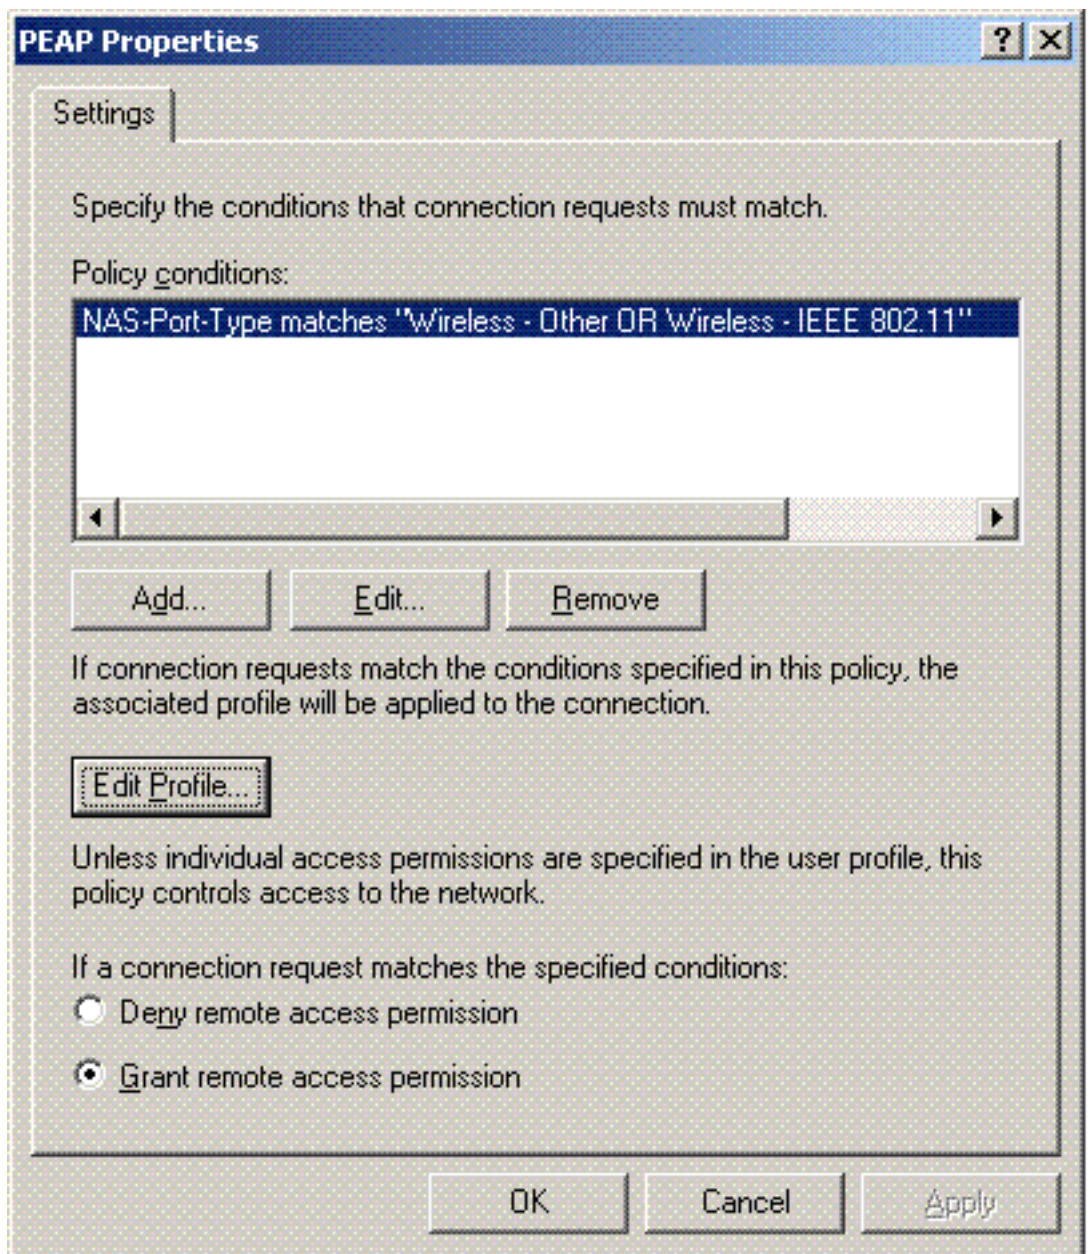 PEAP Properties
Settings
Specify the conditions that connection requests must match.
Policy conditions:
NAS-Port-Type matches "Wireless - Other OR Wireless - IEEE 802.11"
Add... Edit... Remove
If connection requests match the conditions specified in this policy, the
associated profile will be applied to the connection.
Edit Profile...
Unless individual access permissions are specified in the user profile, this
policy controls access to the network.
If a connection request matches the specified conditions:
Deny remote access permission
Grant remote access permission
OK Cancel Apply